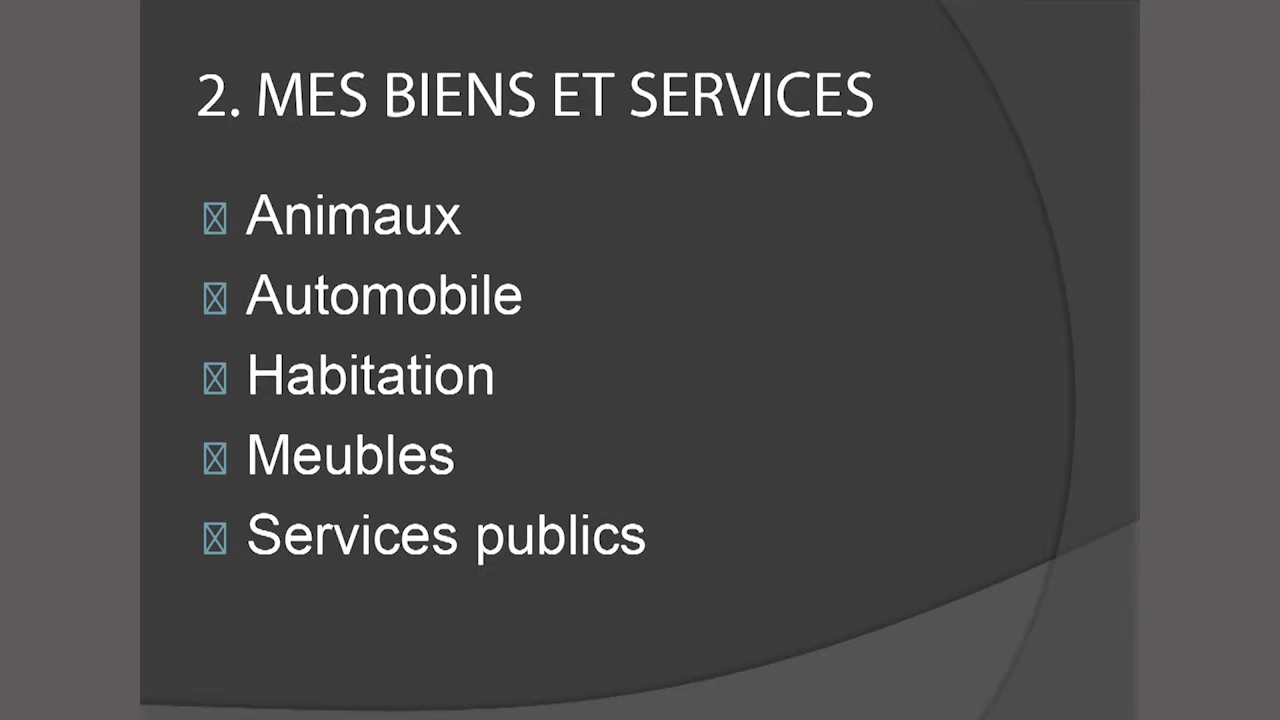 2. MES BIENS ET SERVICES
Animaux
Automobile
Habitation
Meubles
Services publics